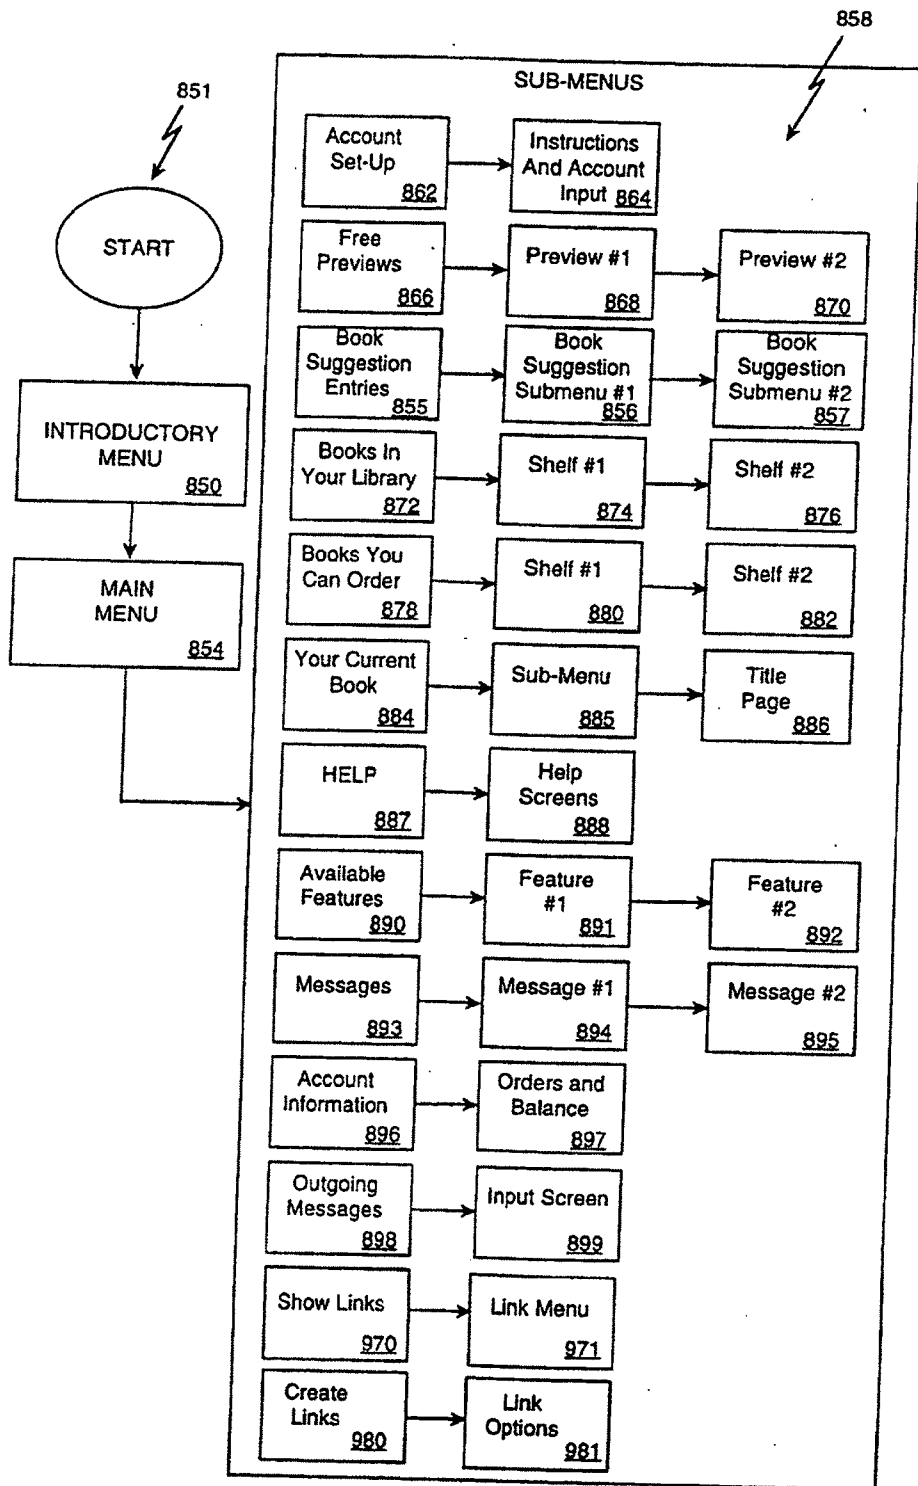 858
851
SUB-MENUS
START
INTRODUCTORY
MENU
850
MAIN
MENU
854
Account
Set-Up
862
Instructions
And Account
Input
864
Free
Previews
866
Preview #1
868
Preview #2
870
Book
Suggestion
Entries
855
Book
Suggestion
Submenu #1
856
Book
Suggestion
Submenu #2
857
Books In
Your Library
872
Shelf #1
874
Shelf #2
876
Books You
Can Order
878
Shelf #1
880
Shelf #2
882
Your Current
Book
884
Sub-Menu
885
Title
Page
886
HELP
887
Help
Screens
888
Available
Features
890
Feature
#1
891
Feature
#2
892
Messages
893
Message #1
894
Message #2
895
Account
Information
896
Orders and
Balance
897
Outgoing
Messages
898
Input Screen
899
Show Links
970
Link Menu
971
Create
Links
980
Link
Options
981